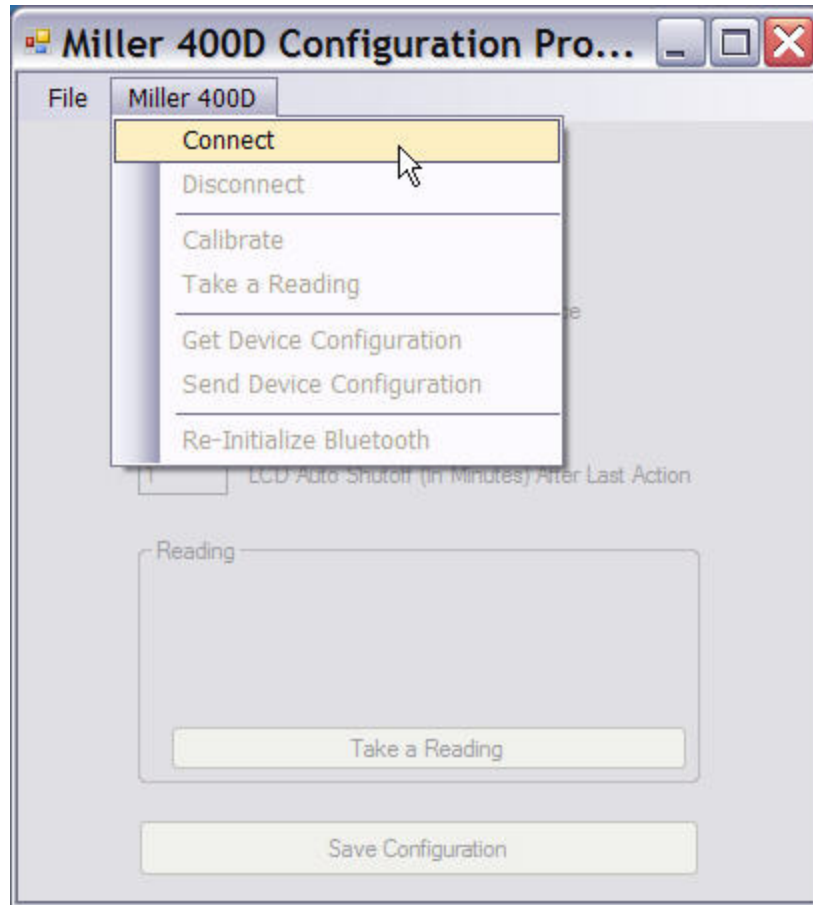 Miller 400D Configuration Pro...
File Miller 400D
Connect
Disconnect
Calibrate
Take a Reading
Get Device Configuration
Send Device Configuration
Re-Initialize Bluetooth
1 LCD Auto Shutoff (In Minutes) After Last Action
Reading
Take a Reading
Save Configuration